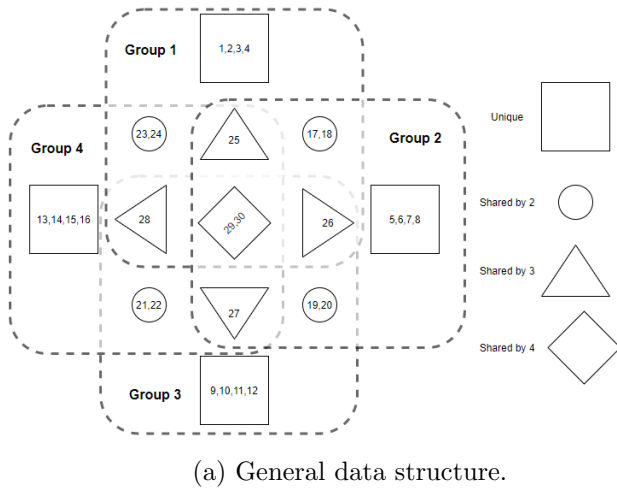 1,2,3,4
Group 1
23,24
25
17,18
Group 2
Group 4
13,14,15,16
28
29,30
26
5,6,7,8
21,22
27
19,20
Group 3
9,10,11,12
Unique
Shared by 2
Shared by 3
Shared by 4
(a) General data structure.